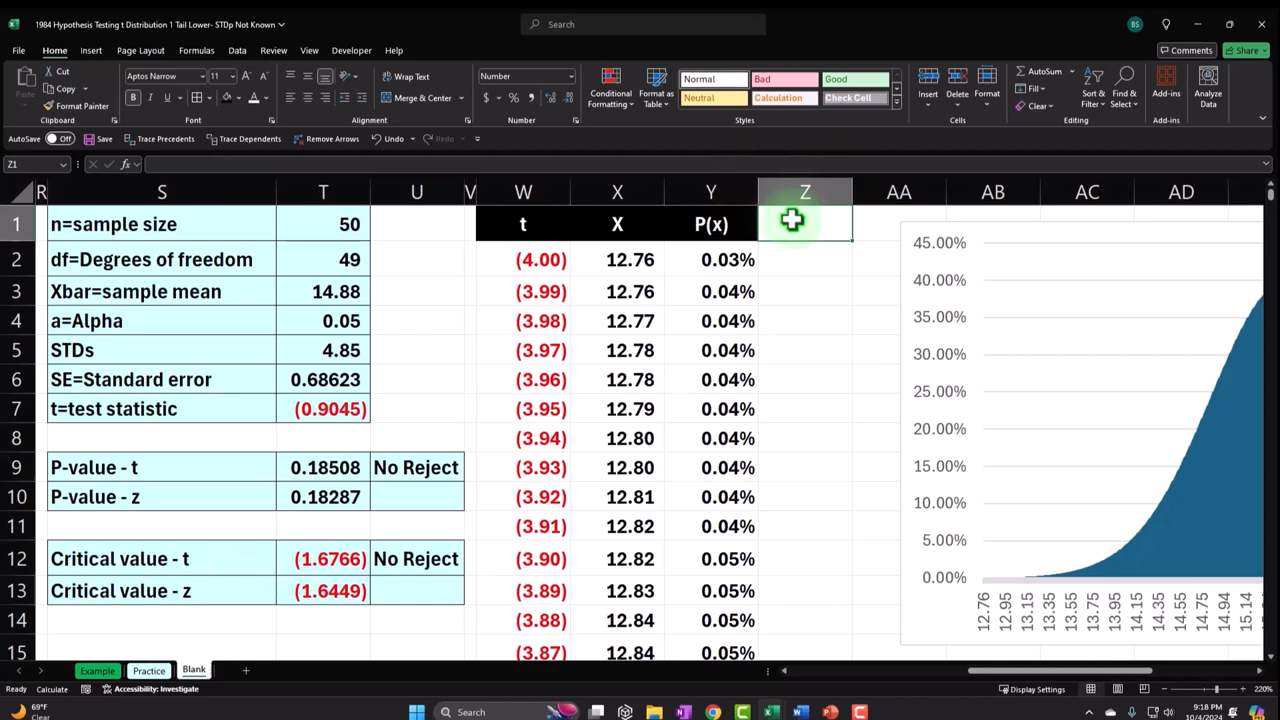 1984 Hypothesis Testing t Distribution 1 Tail Lower- STDp Not Known
Search
BS
File Home Insert Page Layout Formulas Data Review View Developer Help
Comments Share
Paste
Cut
Copy
Format Painter
Clipboard
Aptos Narrow 11
B I U
Font
Wrap Text
Merge & Center
Alignment
Number
$ % 9
Number
Conditional Formatting
Format as Table
Normal Bad Good
Neutral Calculation Check Cell
Styles
Insert Delete Format
Cells
AutoSum
Fill
Clear
Sort & Filter
Find & Select
Editing
Add-ins
Add-ins
Analyze Data
AutoSave Off Save Trace Precedents Trace Dependents Remove Arrows Undo Redo
Z1 fx
R S T U V W X Y Z AA AB AC AD
1 n=sample size 50 t X P(x)
2 df=Degrees of freedom 49 (4.00) 12.76 0.03%
3 Xbar=sample mean 14.88 (3.99) 12.76 0.04%
4 a=Alpha 0.05 (3.98) 12.77 0.04%
5 STDs 4.85 (3.97) 12.78 0.04%
6 SE=Standard error 0.68623 (3.96) 12.78 0.04%
7 t=test statistic (0.9045) (3.95) 12.79 0.04%
8 (3.94) 12.80 0.04%
9 P-value - t 0.18508 No Reject (3.93) 12.80 0.04%
10 P-value - z 0.18287 (3.92) 12.81 0.04%
11 (3.91) 12.82 0.04%
12 Critical value - t (1.6766) No Reject (3.90) 12.82 0.05%
13 Critical value - z (1.6449) (3.89) 12.83 0.05%
14 (3.88) 12.84 0.05%
15 (3.87) 12.84 0.05%
45.00%
40.00%
35.00%
30.00%
25.00%
20.00%
15.00%
10.00%
5.00%
0.00%
12.76 12.95 13.15 13.35 13.55 13.75 13.95 14.15 14.35 14.55 14.75 14.94 15.14 15.34
Example Practice Blank
Ready Calculate Accessibility: Investigate Display Settings 220%
69°F
Clear
Search
9:18 PM
10/4/2024